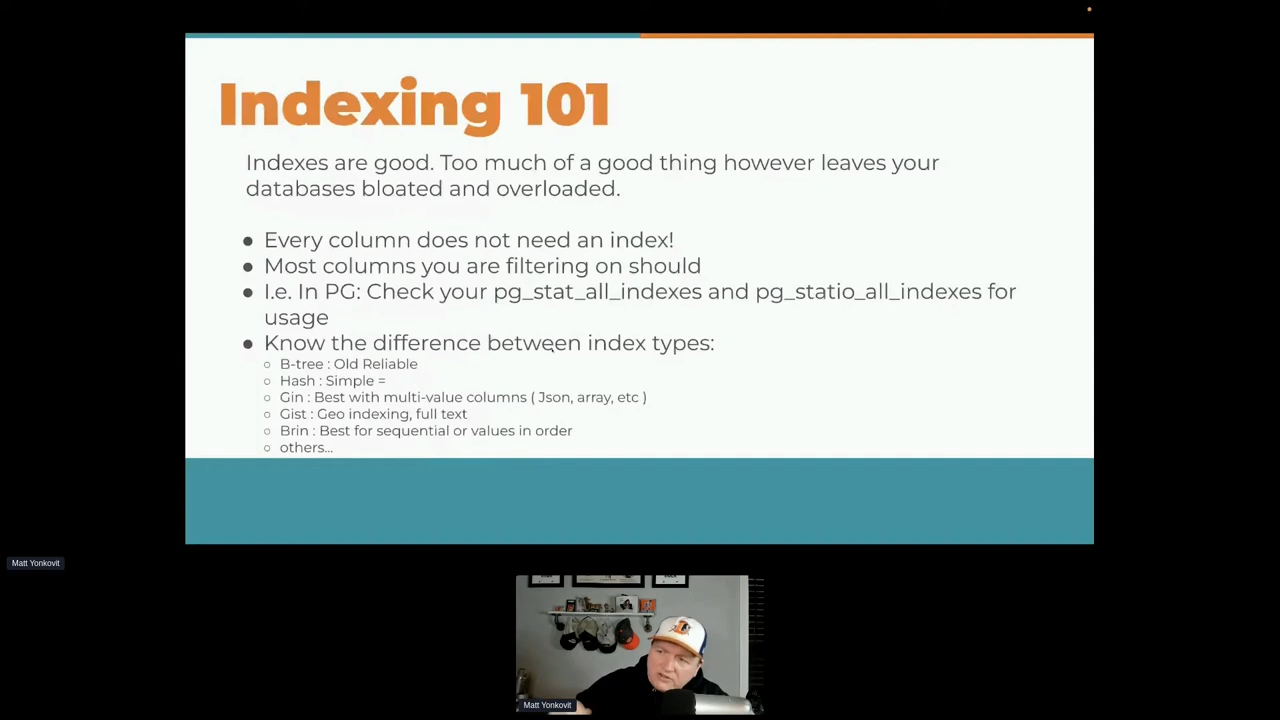 Indexing 101
Indexes are good. Too much of a good thing however leaves your
databases bloated and overloaded.
● Every column does not need an index!
● Most columns you are filtering on should
● I.e. In PG: Check your pg_stat_all_indexes and pg_statio_all_indexes for
usage
● Know the difference between index types:
○ B-tree : Old Reliable
○ Hash : Simple =
○ Gin : Best with multi-value columns ( Json, array, etc )
○ Gist : Geo indexing, full text
○ Brin : Best for sequential or values in order
○ others...
Matt Yonkovit
Matt Yonkovit